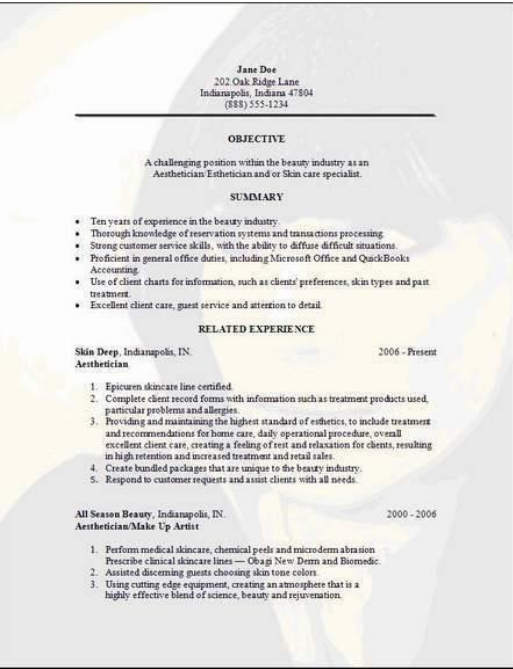 Jane Doe
202 Oak Ridge Lane
Indianapolis, Indiana 47804
(888) 555-1234
OBJECTIVE
A challenging position within the beauty industry as an
Aesthetician/Esthetician and/or Skin care specialist.
SUMMARY
• Ten years of experience in the beauty industry.
• Thorough knowledge of reservation systems and transactions processing.
• Strong customer service skills, with the ability to diffuse difficult situations.
• Proficient in general office duties, including Microsoft Office and QuickBooks
Accounting.
• Use of client charts for information, such as clients' preferences, skin types and past
treatment.
• Excellent client care, guest service and attention to detail.
RELATED EXPERIENCE
Skin Deep, Indianapolis, IN. 2006 - Present
Aesthetician
1. Epicuren skincare line certified.
2. Complete client record forms with information such as treatment products used,
particular problems and allergies.
3. Providing and maintaining the highest standard of esthetics, to include treatment
and recommendations for home care, daily operational procedure, overall
excellent client care, creating a feeling of rest and relaxation for clients, resulting
in high retention and increased treatment and retail sales.
4. Create bundled packages that are unique to the beauty industry.
5. Respond to customer requests and assist clients with all needs.
All Season Beauty, Indianapolis, IN. 2000 - 2006
Aesthetician/Make Up Artist
1. Perform medical skincare, chemical peels and microderm abrasion
Prescribe clinical skincare lines — Obagi New Derm and Biomedic.
2. Assisted discerning guests choosing skin tone colors.
3. Using cutting edge equipment, creating an atmosphere that is a
highly effective blend of science, beauty and rejuvenation.